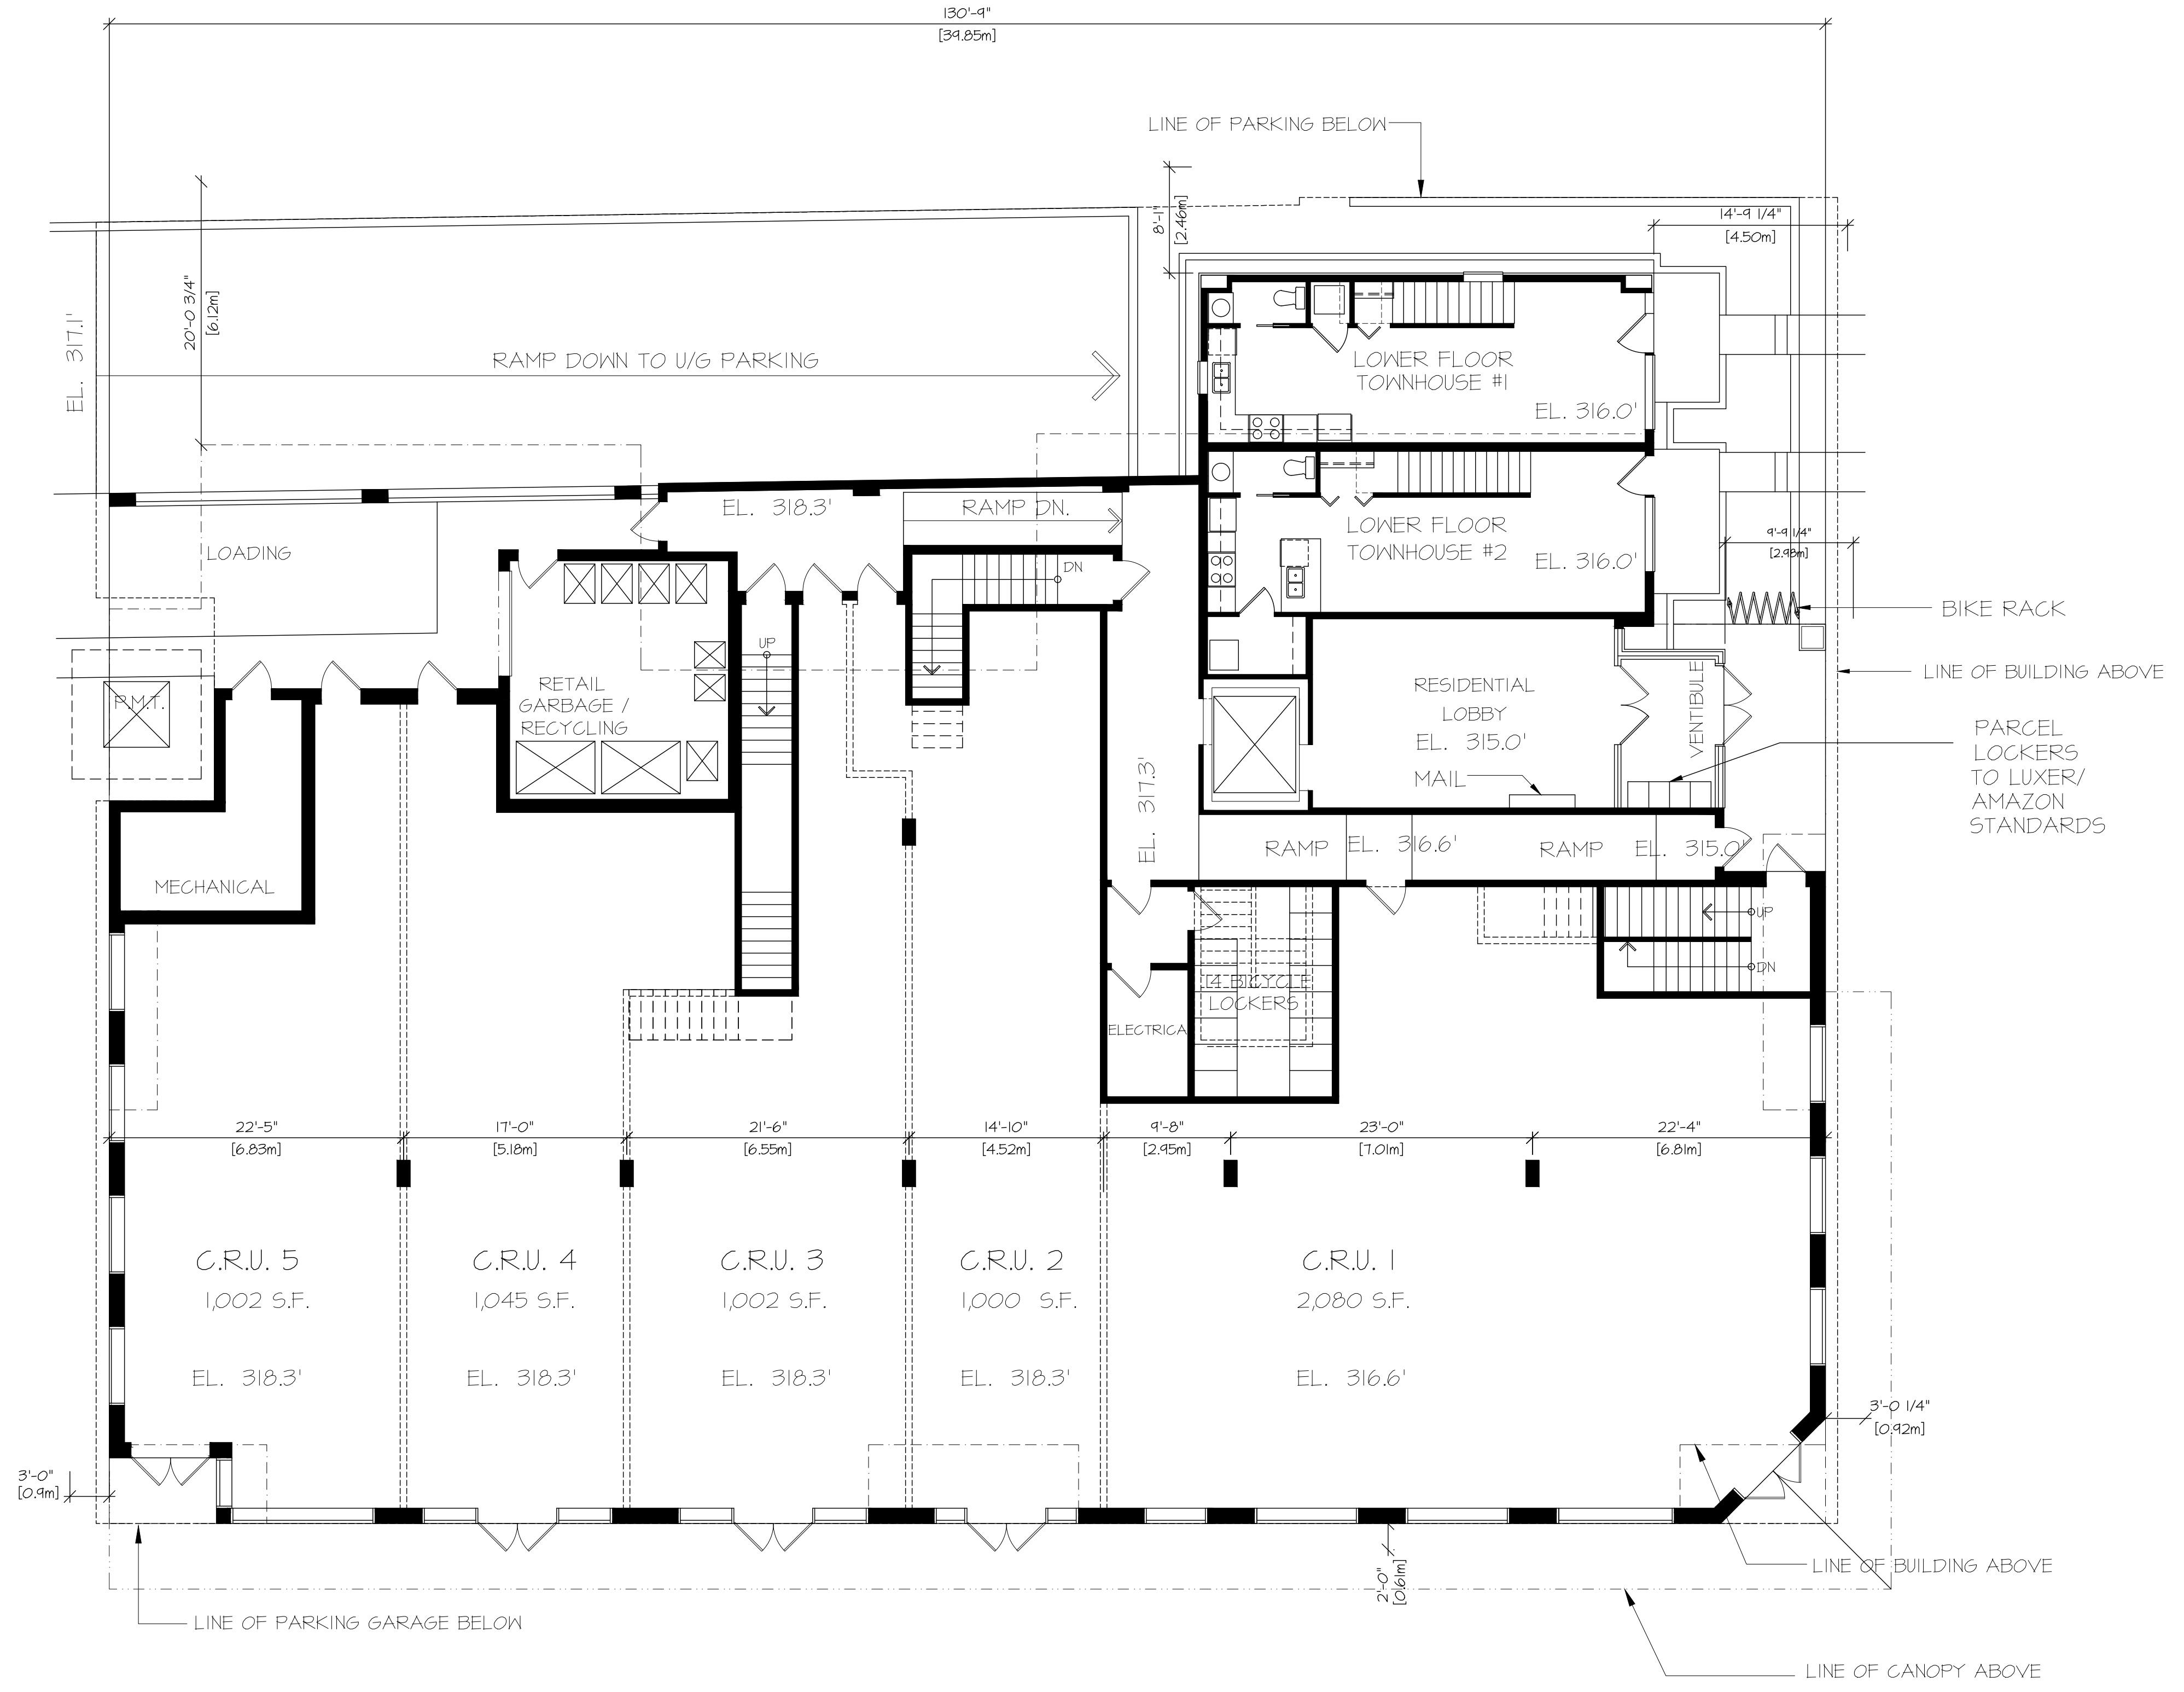 130'-9"
[39.85m]
LINE OF PARKING BELOW
8'-1"
[2.46m]
14'-9 1/4"
[4.50m]
20'-0 3/4"
[6.12m]
EL. 317.1'
RAMP DOWN TO U/G PARKING
LOWER FLOOR
TOWNHOUSE #1
EL. 316.0'
EL. 318.3'
RAMP DN.
LOADING
LOWER FLOOR
TOWNHOUSE #2
EL. 316.0'
9'-9 1/4"
[2.98m]
DN
BIKE RACK
UP
LINE OF BUILDING ABOVE
P.M.T.
RETAIL
GARBAGE /
RECYCLING
RESIDENTIAL
LOBBY
EL. 315.0'
VENTIBULE
MAIL
PARCEL
LOCKERS
TO LUXER/
AMAZON
STANDARDS
EL. 317.3'
RAMP
EL. 316.6'
RAMP
EL. 315.0'
MECHANICAL
UP
DN
14 BICYCLE
LOCKERS
ELECTRICA
22'-5"
[6.83m]
17'-0"
[5.18m]
21'-6"
[6.55m]
14'-10"
[4.52m]
9'-8"
[2.95m]
23'-0"
[7.01m]
22'-4"
[6.81m]
C.R.U. 5
1,002 S.F.
EL. 318.3'
C.R.U. 4
1,045 S.F.
EL. 318.3'
C.R.U. 3
1,002 S.F.
EL. 318.3'
C.R.U. 2
1,000 S.F.
EL. 318.3'
C.R.U. 1
2,080 S.F.
EL. 316.6'
3'-0 1/4"
[0.92m]
3'-0"
[0.9m]
2'-0"
[0.61m]
LINE OF BUILDING ABOVE
LINE OF PARKING GARAGE BELOW
LINE OF CANOPY ABOVE